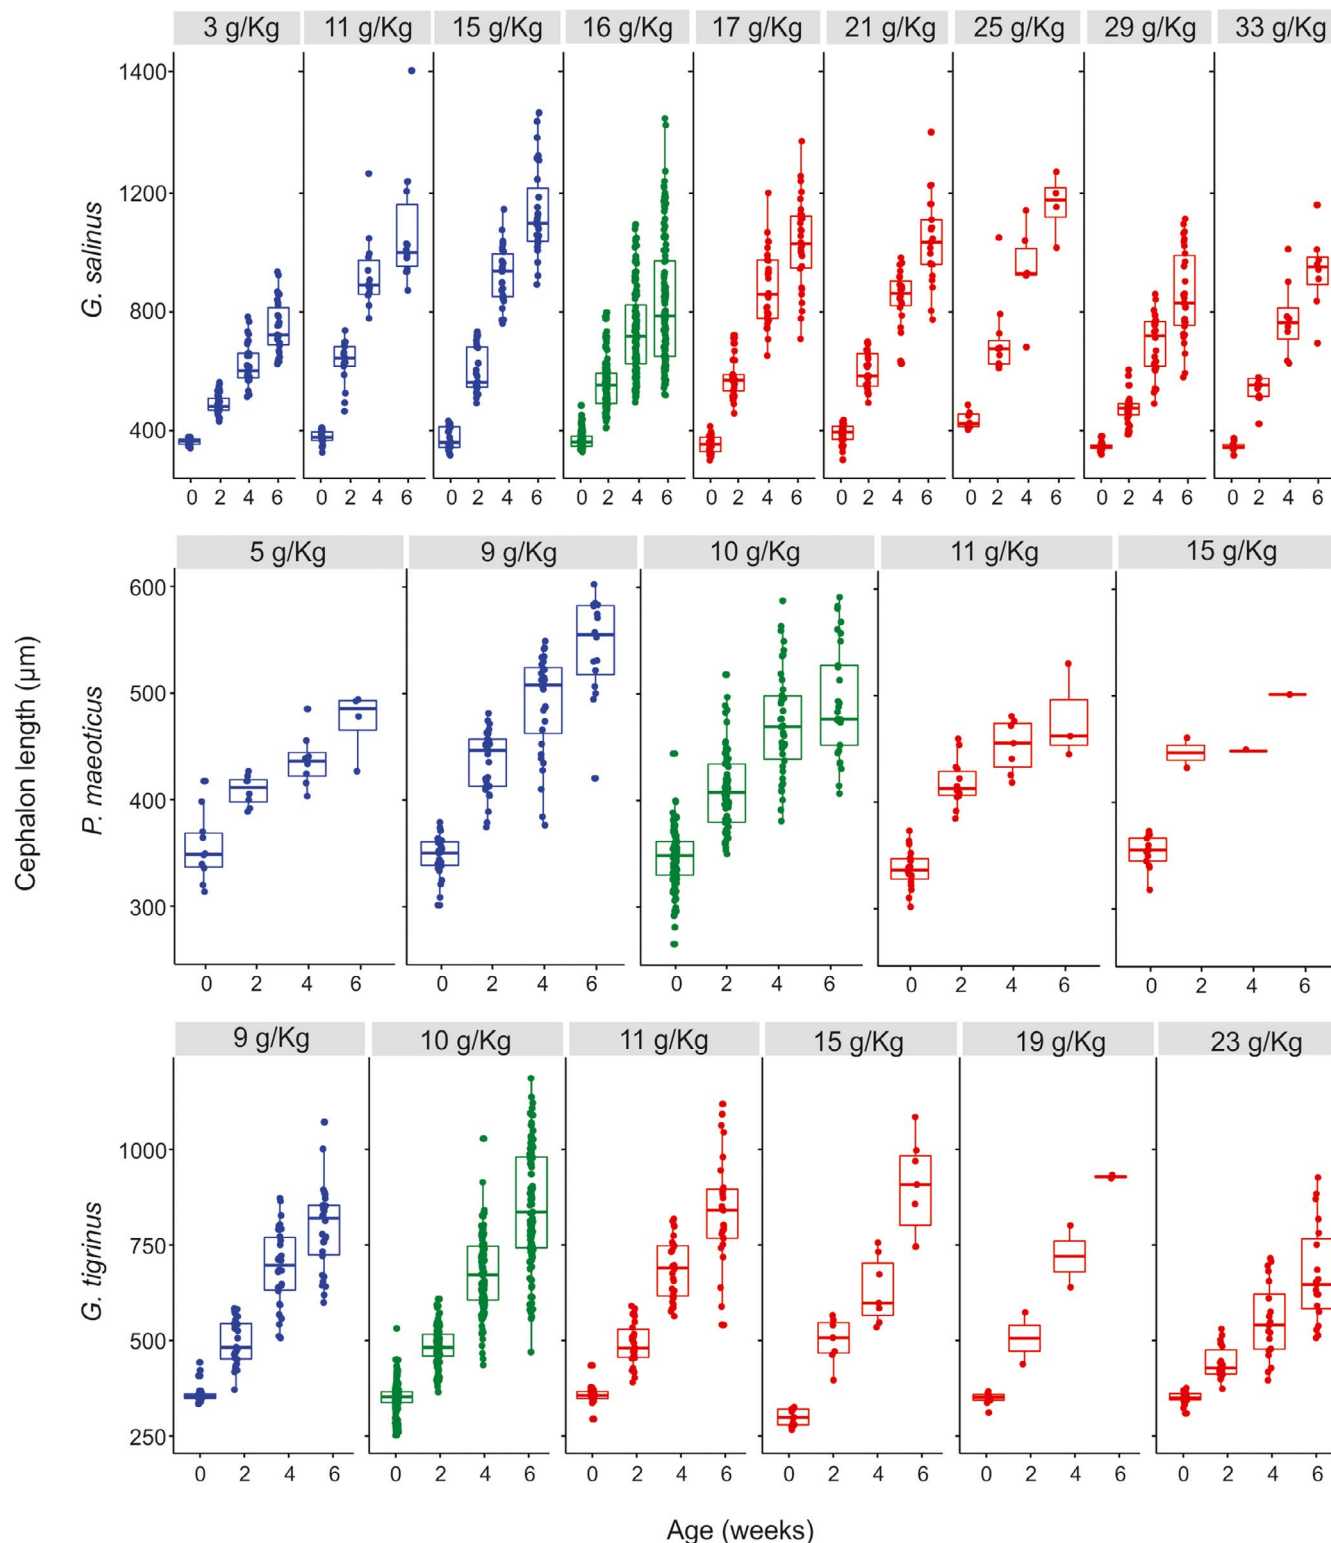 3 g/Kg 11 g/Kg 15 g/Kg 16 g/Kg 17 g/Kg 21 g/Kg 25 g/Kg 29 g/Kg 33 g/Kg
1400
1200
800
400
G. salinus
0 2 4 6 0 2 4 6 0 2 4 6 0 2 4 6 0 2 4 6 0 2 4 6 0 2 4 6 0 2 4 6 0 2 4 6
5 g/Kg 9 g/Kg 10 g/Kg 11 g/Kg 15 g/Kg
600
500
400
300
Cephalon length (µm)
P. maeoticus
0 2 4 6 0 2 4 6 0 2 4 6 0 2 4 6 0 2 4 6
9 g/Kg 10 g/Kg 11 g/Kg 15 g/Kg 19 g/Kg 23 g/Kg
1000
750
500
250
G. tigrinus
0 2 4 6 0 2 4 6 0 2 4 6 0 2 4 6 0 2 4 6 0 2 4 6
Age (weeks)